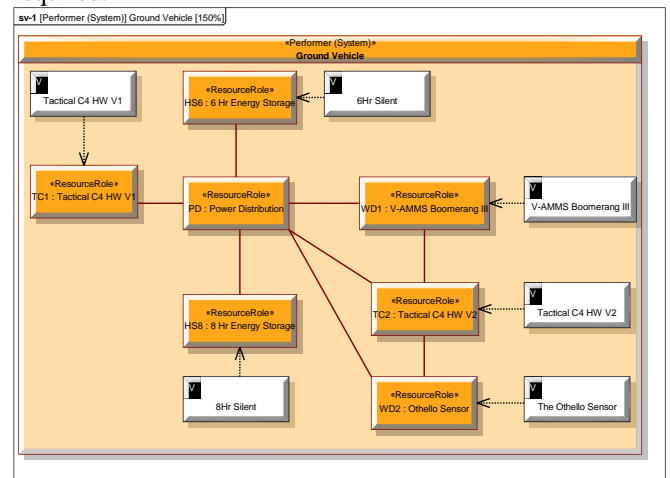 sv-1 [Performer (System)] Ground Vehicle [150%]
«Performer (System)»
Ground Vehicle
V
Tactical C4 HW V1
«ResourceRole»
HS6 : 6 Hr Energy Storage
V
6Hr Silent
«ResourceRole»
TC1 : Tactical C4 HW V1
«ResourceRole»
PD : Power Distribution
«ResourceRole»
WD1 : V-AMMS Boomerang III
V
V-AMMS Boomerang III
«ResourceRole»
HS8 : 8 Hr Energy Storage
«ResourceRole»
TC2 : Tactical C4 HW V2
V
Tactical C4 HW V2
V
8Hr Silent
«ResourceRole»
WD2 : Othello Sensor
V
The Othello Sensor